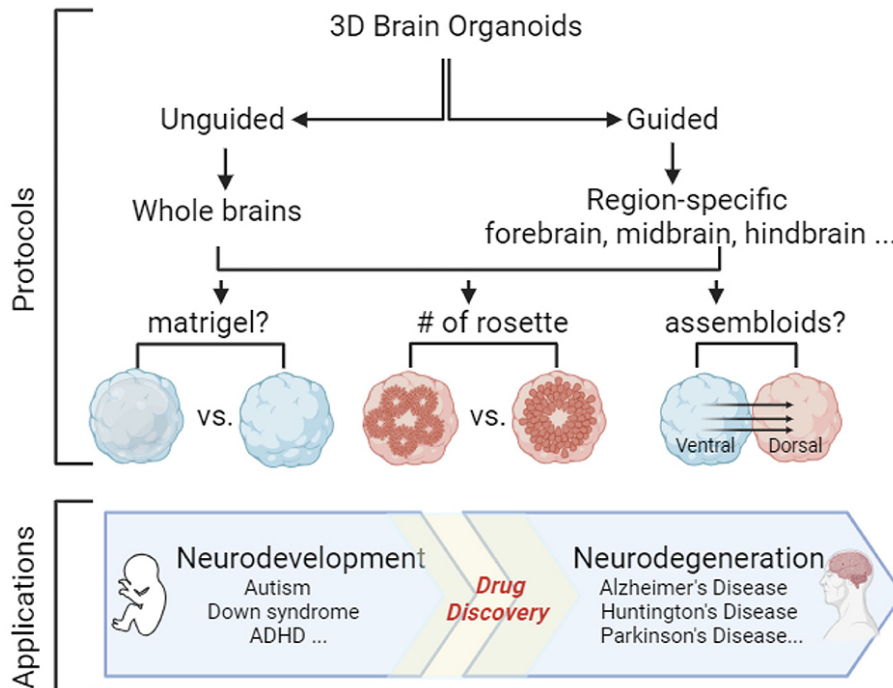 3D Brain Organoids
Unguided
Guided
Whole brains
Region-specific
forebrain, midbrain, hindbrain ...
Protocols
matrigel?
# of rosette
assembloids?
vs.
vs.
Ventral
Dorsal
Applications
Neurodevelopment
Autism
Down syndrome
ADHD ...
Drug
Discovery
Neurodegeneration
Alzheimer's Disease
Huntington's Disease
Parkinson's Disease...